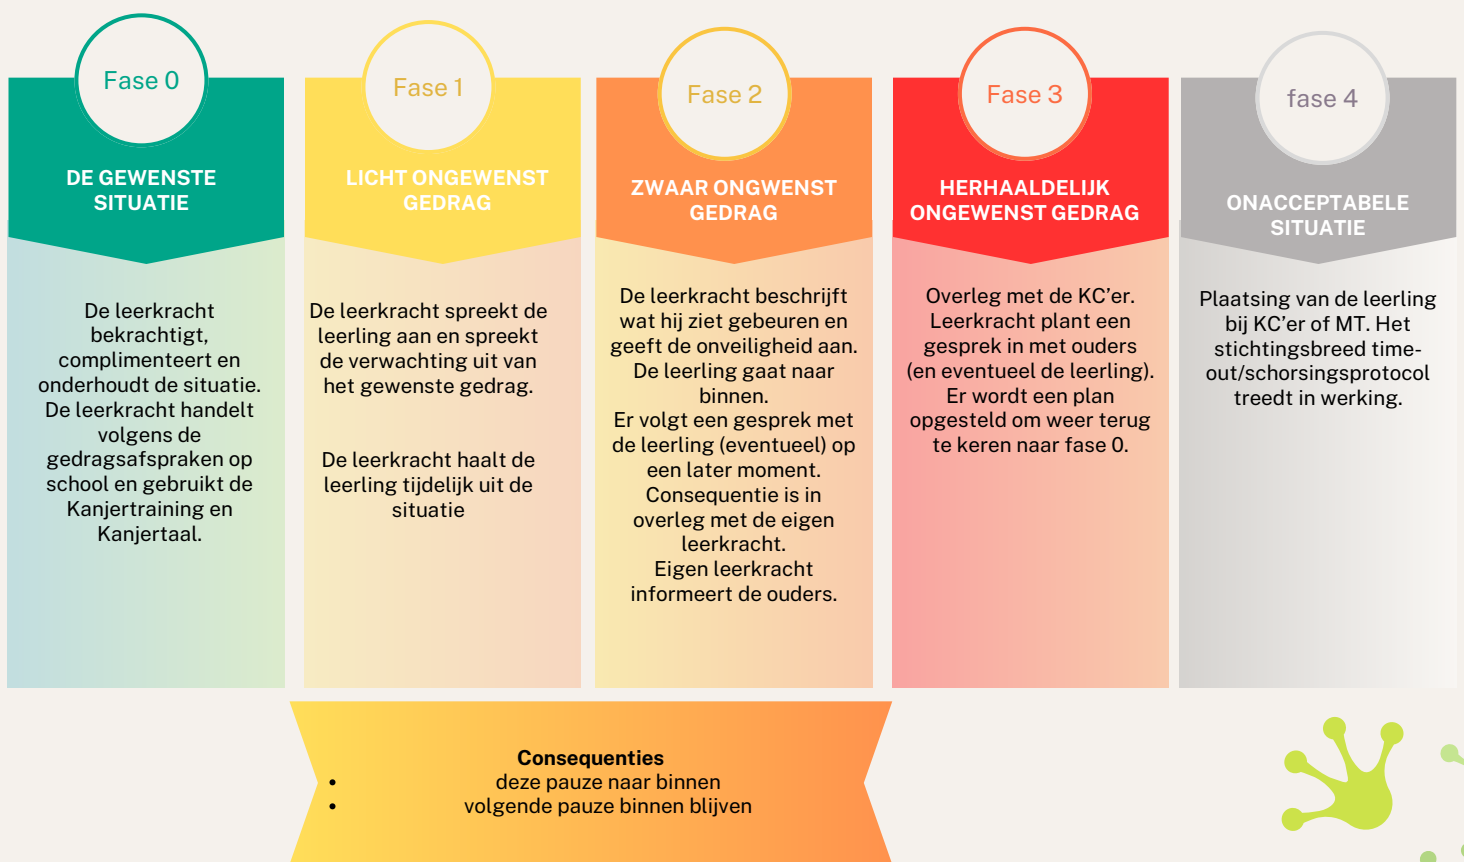 Fase 0
DE GEWENSTE
SITUATIE
De leerkracht
bekrachtigt,
complimenteert en
onderhoudt de situatie.
De leerkracht handelt
volgens de
gedragsafspraken op
school en gebruikt de
Kanjertraining en
Kanjertaal.
Fase 1
LICHT ONGEWENST
GEDRAG
De leerkracht spreekt de
leerling aan en spreekt
de verwachting uit van
het gewenste gedrag.
De leerkracht haalt de
leerling tijdelijk uit de
situatie
Fase 2
ZWAAR ONGWENST
GEDRAG
De leerkracht beschrijft
wat hij ziet gebeuren en
geeft de onveiligheid aan.
De leerling gaat naar
binnen.
Er volgt een gesprek met
de leerling (eventueel) op
een later moment.
Consequentie is in
overleg met de eigen
leerkracht.
Eigen leerkracht
informeert de ouders.
Fase 3
HERHAALDELIJK
ONGEWENST GEDRAG
Overleg met de KC’er.
Leerkracht plant een
gesprek in met ouders
(en eventueel de leerling).
Er wordt een plan
opgesteld om weer terug
te keren naar fase 0.
fase 4
ONACCEPTABELE
SITUATIE
Plaatsing van de leerling
bij KC’er of MT. Het
stichtingsbreed time-
out/schorsingsprotocol
treedt in werking.
Consequenties
• deze pauze naar binnen
• volgende pauze binnen blijven